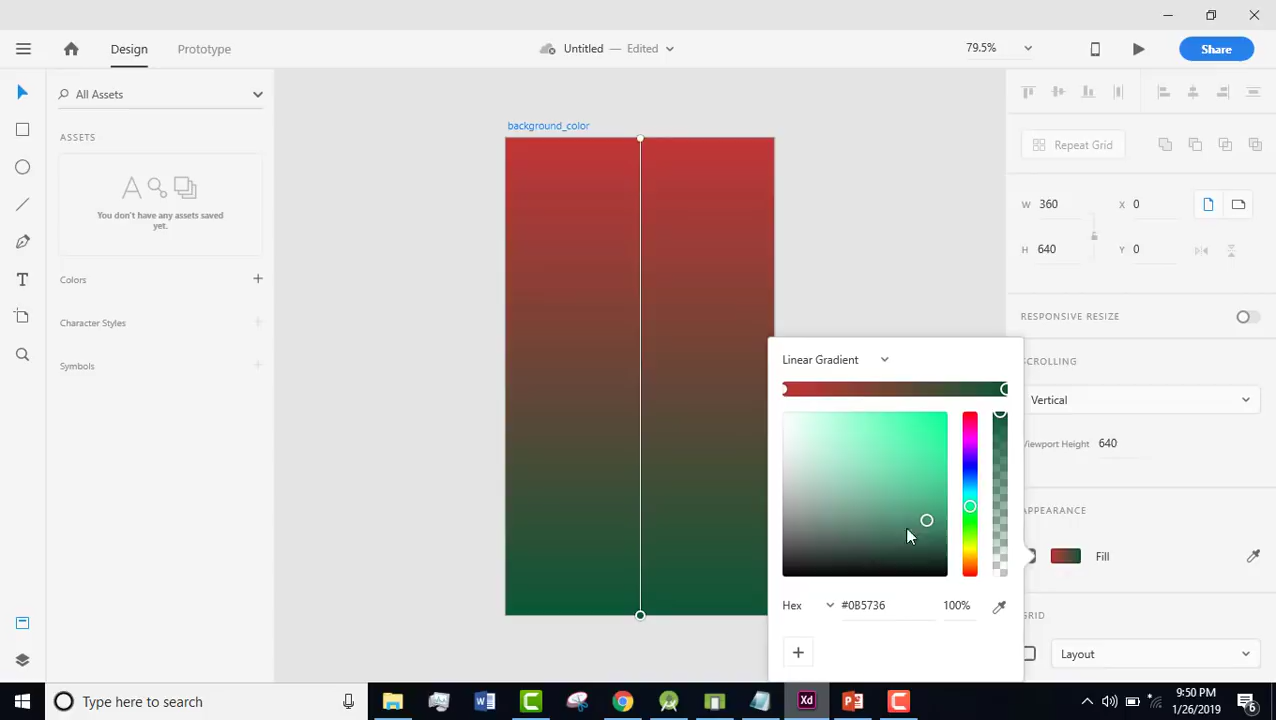 Design
Prototype
Untitled — Edited
79.5%
Share
All Assets
ASSETS
A
You don't have any assets saved
yet.
Colors
Character Styles
Symbols
background_color
Repeat Grid
W 360
X 0
H 640
Y 0
RESPONSIVE RESIZE
SCROLLING
Vertical
Viewport Height 640
APPEARANCE
Fill
GRID
Layout
Linear Gradient
Hex
#0B5736
100%
Type here to search
Xd
9:50 PM
1/26/2019
6